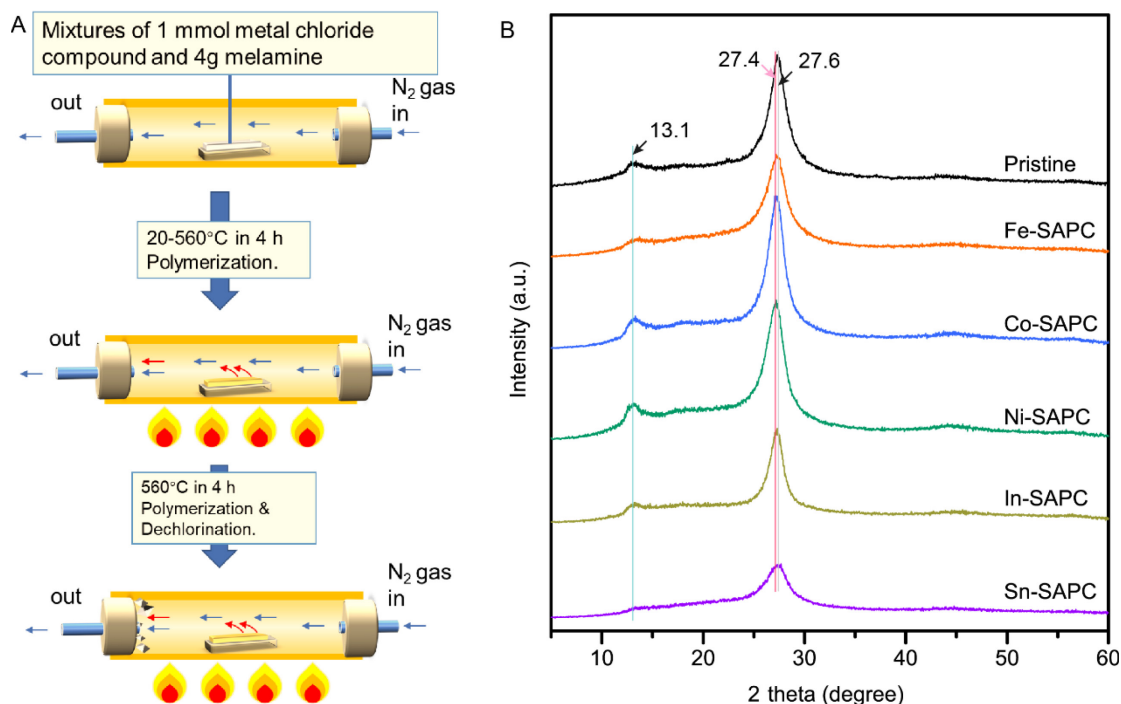 A
Mixtures of 1 mmol metal chloride
compound and 4g melamine
out
N₂ gas
in
20-560°C in 4 h
Polymerization.
out
N₂ gas
in
560°C in 4 h
Polymerization &
Dechlorination.
out
N₂ gas
in
B
27.4
27.6
13.1
Pristine
Fe-SAPC
Co-SAPC
Ni-SAPC
In-SAPC
Sn-SAPC
Intensity (a.u.)
10 20 30 40 50 60
2 theta (degree)